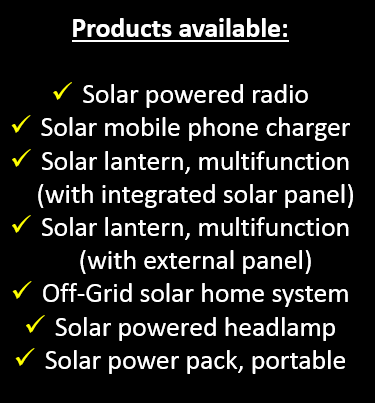 Products available:
✓ Solar powered radio
✓ Solar mobile phone charger
✓ Solar lantern, multifunction
(with integrated solar panel)
✓ Solar lantern, multifunction
(with external panel)
✓ Off-Grid solar home system
✓ Solar powered headlamp
✓ Solar power pack, portable